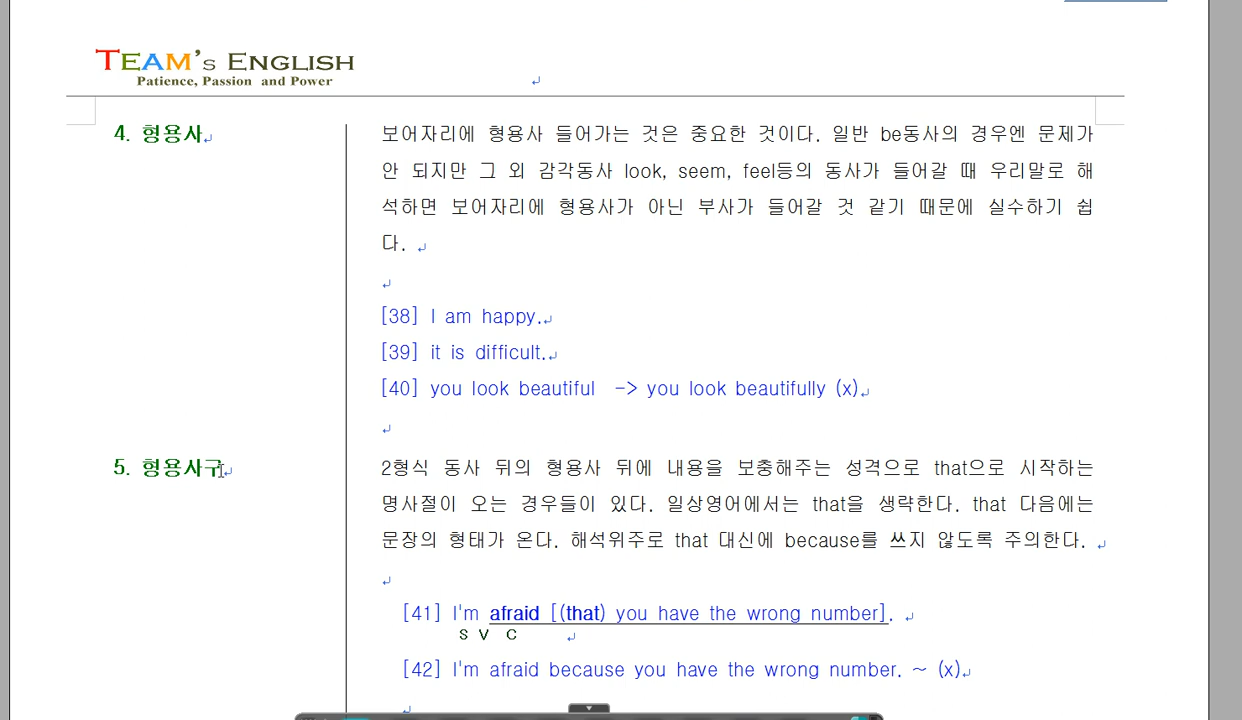 TEAM's ENGLISH
Patience, Passion and Power
4. 형용사
보어자리에 형용사 들어가는 것은 중요한 것이다. 일반 be동사의 경우엔 문제가
안 되지만 그 외 감각동사 look, seem, feel등의 동사가 들어갈 때 우리말로 해
석하면 보어자리에 형용사가 아닌 부사가 들어갈 것 같기 때문에 실수하기 쉽
다.
[38] I am happy.
[39] it is difficult.
[40] you look beautiful -> you look beautifully (x)
5. 형용사구
2형식 동사 뒤의 형용사 뒤에 내용을 보충해주는 성격으로 that으로 시작하는
명사절이 오는 경우들이 있다. 일상영어에서는 that을 생략한다. that 다음에는
문장의 형태가 온다. 해석위주로 that 대신에 because를 쓰지 않도록 주의한다.
[41] I'm afraid [(that) you have the wrong number].
S V C
[42] I'm afraid because you have the wrong number. ~ (x)